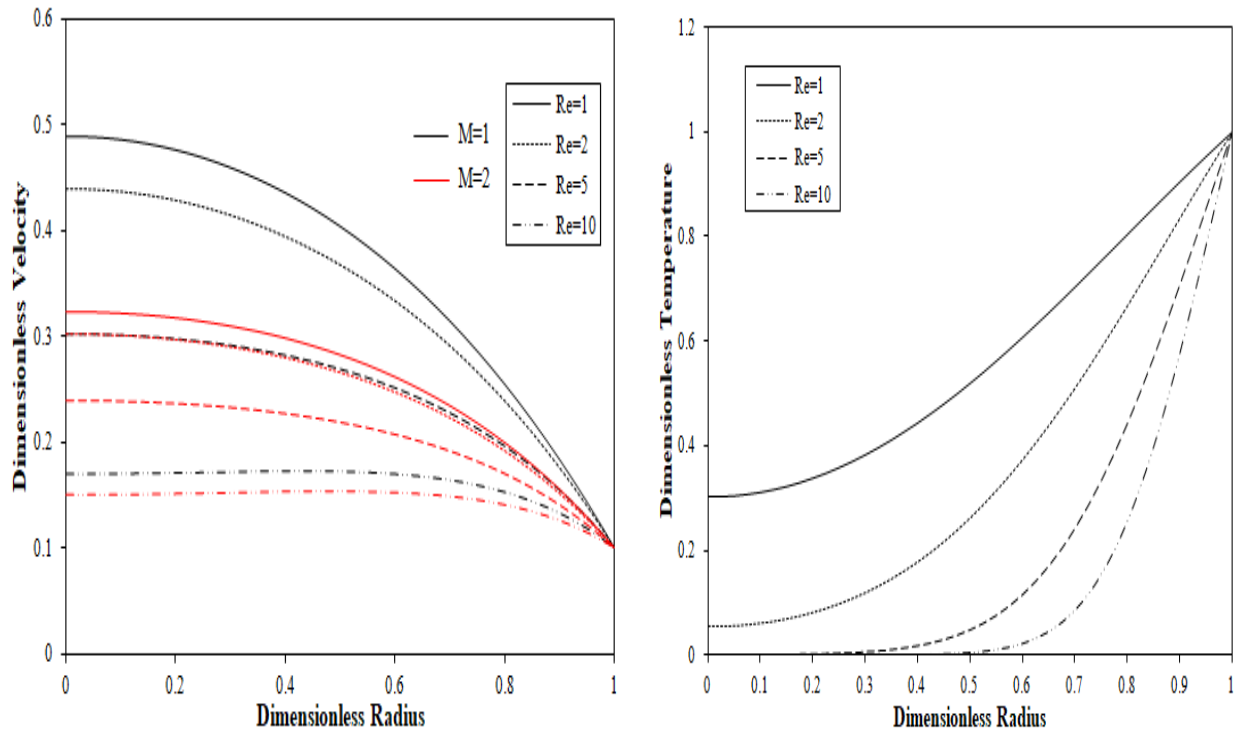 0.6
0.5
0.4
0.3
0.2
0.1
0
Dimensionless Velocity
M=1
M=2
Re=1
Re=2
Re=5
Re=10
0 0.2 0.4 0.6 0.8 1
Dimensionless Radius
1.2
1
0.8
0.6
0.4
0.2
0
Dimensionless Temperature
Re=1
Re=2
Re=5
Re=10
0 0.1 0.2 0.3 0.4 0.5 0.6 0.7 0.8 0.9 1
Dimensionless Radius